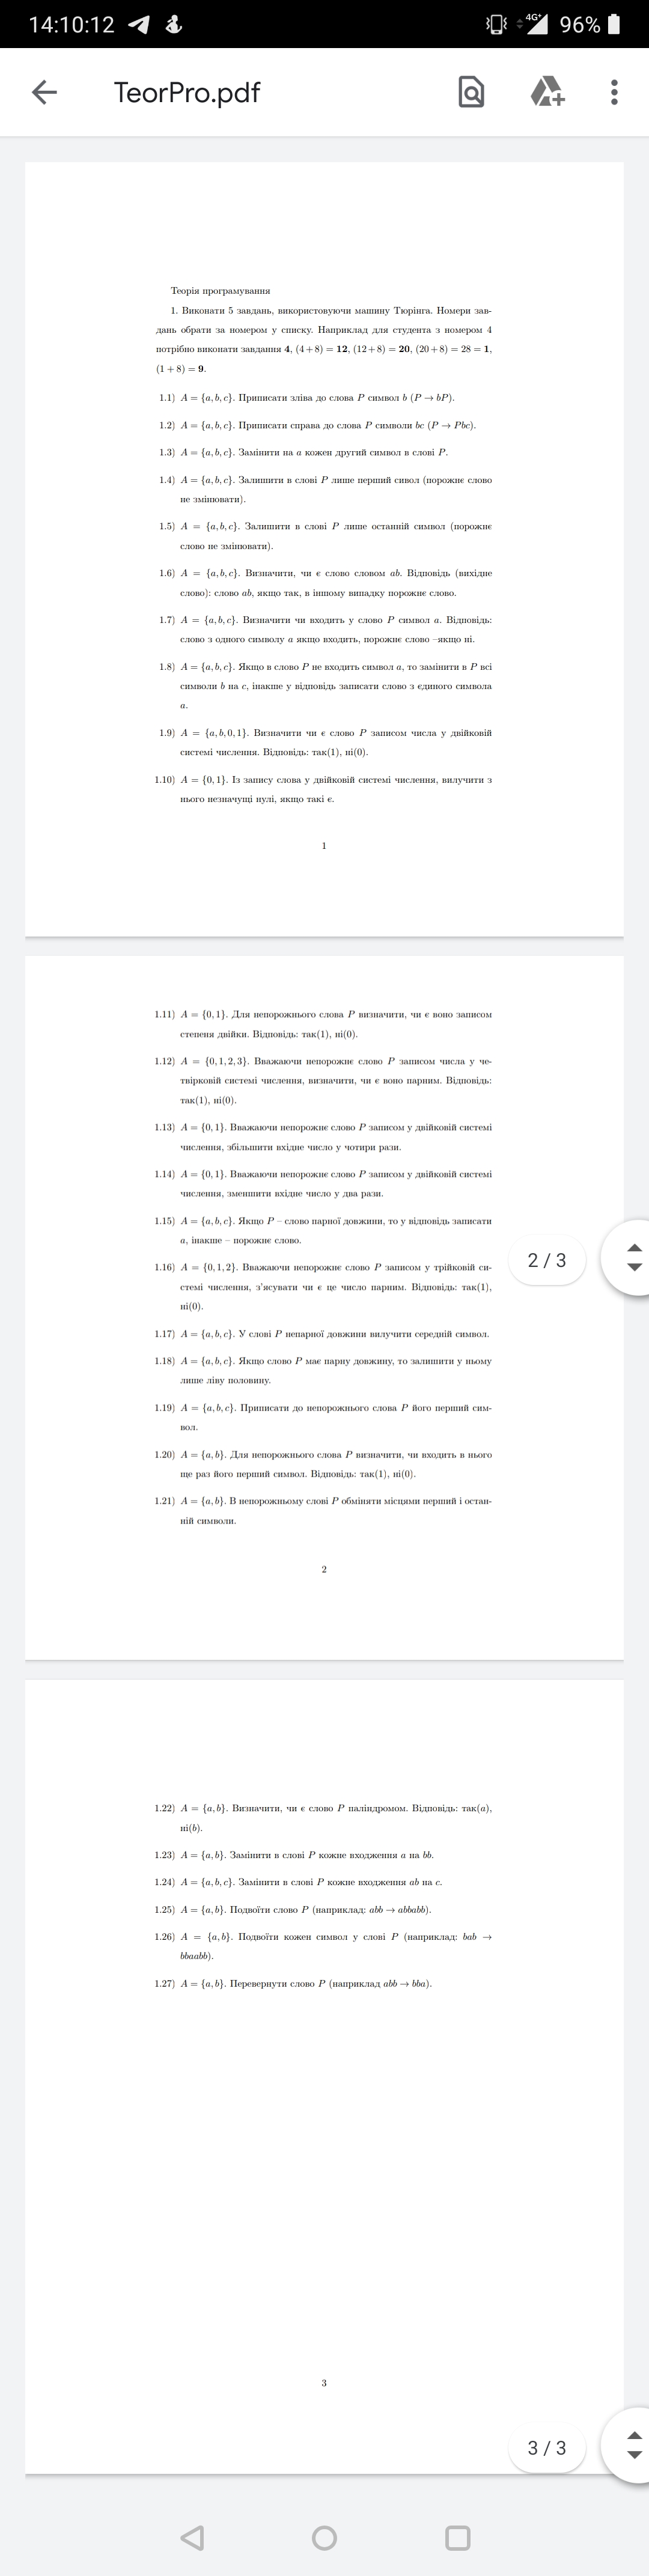 14:10:12
4G+
96%
TeorPro.pdf
Теорія програмування
1. Виконати 5 завдань, використовуючи машину Тюрінга. Номери зав-
дань обрати за номером у списку. Наприклад для студента з номером 4
потрібно виконати завдання 4, (4+8) = 12, (12+8) = 20, (20+8) = 28 = 1,
(1 + 8) = 9.
1.1) A = {a, b, c}. Приписати зліва до слова P символ b (P → bP).
1.2) A = {a, b, c}. Приписати справа до слова P символи bc (P → Pbc).
1.3) A = {a, b, c}. Замінити на a кожен другий символ в слові P.
1.4) A = {a, b, c}. Залишити в слові P лише перший сивол (порожнє слово
не змінювати).
1.5) A = {a, b, c}. Залишити в слові P лише останній символ (порожнє
слово не змінювати).
1.6) A = {a, b, c}. Визначити, чи є слово словом ab. Відповідь (вихідне
слово): слово ab, якщо так, в іншому випадку порожнє слово.
1.7) A = {a, b, c}. Визначити чи входить у слово P символ a. Відповідь:
слово з одного символу a якщо входить, порожнє слово –якщо ні.
1.8) A = {a, b, c}. Якщо в слово P не входить символ a, то замінити в P всі
символи b на c, інакше у відповідь записати слово з єдиного символа
a.
1.9) A = {a, b, 0, 1}. Визначити чи є слово P записом числа у двійковій
системі числення. Відповідь: так(1), ні(0).
1.10) A = {0, 1}. Із запису слова у двійковій системі числення, вилучити з
нього незначущі нулі, якщо такі є.
1
1.11) A = {0, 1}. Для непорожнього слова P визначити, чи є воно записом
степеня двійки. Відповідь: так(1), ні(0).
1.12) A = {0, 1, 2, 3}. Вважаючи непорожнє слово P записом числа у че-
твірковій системі числення, визначити, чи є воно парним. Відповідь:
так(1), ні(0).
1.13) A = {0, 1}. Вважаючи непорожнє слово P записом у двійковій системі
числення, збільшити вхідне число у чотири рази.
1.14) A = {0, 1}. Вважаючи непорожнє слово P записом у двійковій системі
числення, зменшити вхідне число у два рази.
1.15) A = {a, b, c}. Якщо P – слово парної довжини, то у відповідь записати
a, інакше – порожнє слово.
2 / 3
1.16) A = {0, 1, 2}. Вважаючи непорожнє слово P записом у трійковій си-
стемі числення, з'ясувати чи є це число парним. Відповідь: так(1),
ні(0).
1.17) A = {a, b, c}. У слові P непарної довжини вилучити середній символ.
1.18) A = {a, b, c}. Якщо слово P має парну довжину, то залишити у ньому
лише ліву половину.
1.19) A = {a, b, c}. Приписати до непорожнього слова P його перший сим-
вол.
1.20) A = {a, b}. Для непорожнього слова P визначити, чи входить в нього
ще раз його перший символ. Відповідь: так(1), ні(0).
1.21) A = {a, b}. В непорожньому слові P обміняти місцями перший і остан-
ній символи.
2
1.22) A = {a, b}. Визначити, чи є слово P паліндромом. Відповідь: так(a),
ні(b).
1.23) A = {a, b}. Замінити в слові P кожне входження a на bb.
1.24) A = {a, b, c}. Замінити в слові P кожне входження ab на c.
1.25) A = {a, b}. Подвоїти слово P (наприклад: abb → abbabb).
1.26) A = {a, b}. Подвоїти кожен символ у слові P (наприклад: bab →
bbaabb).
1.27) A = {a, b}. Перевернути слово P (наприклад abb → bba).
3
3 / 3